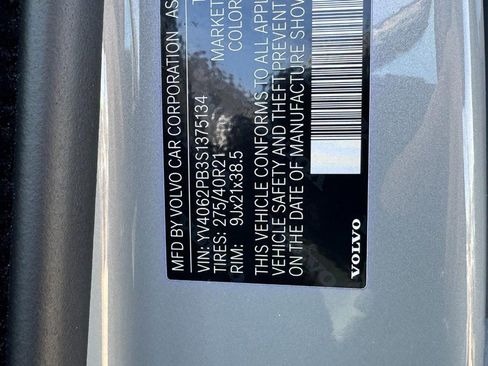 MFD BY VOLVO CAR CORPORATION AS
VIN: YV4062PB3S1375134
TIRES: 275/40R21
RIM: 9Jx21x38.5
MARKET
COLOR
THIS VEHICLE CONFORMS TO ALL APPL
VEHICLE SAFETY AND THEFT PREVENT
ON THE DATE OF MANUFACTURE SHOW
VOLVO